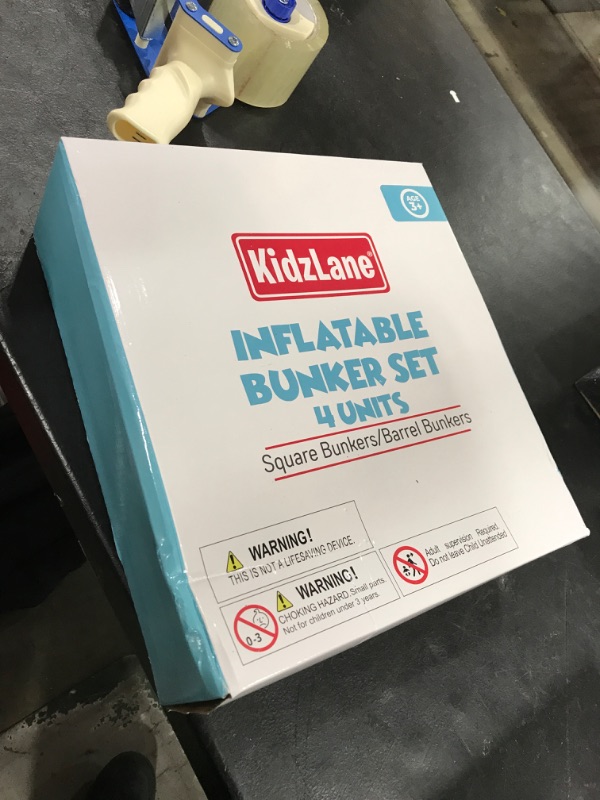 AGE
3+
KidzLane®
INFLATABLE
BUNKER SET
4 UNITS
Square Bunkers/Barrel Bunkers
WARNING!
THIS IS NOT A LIFESAVING DEVICE.
WARNING!
CHOKING HAZARD.Small parts.
Not for children under 3 years.
0-3
Adult supervision Required.
Do not leave Child Unattended